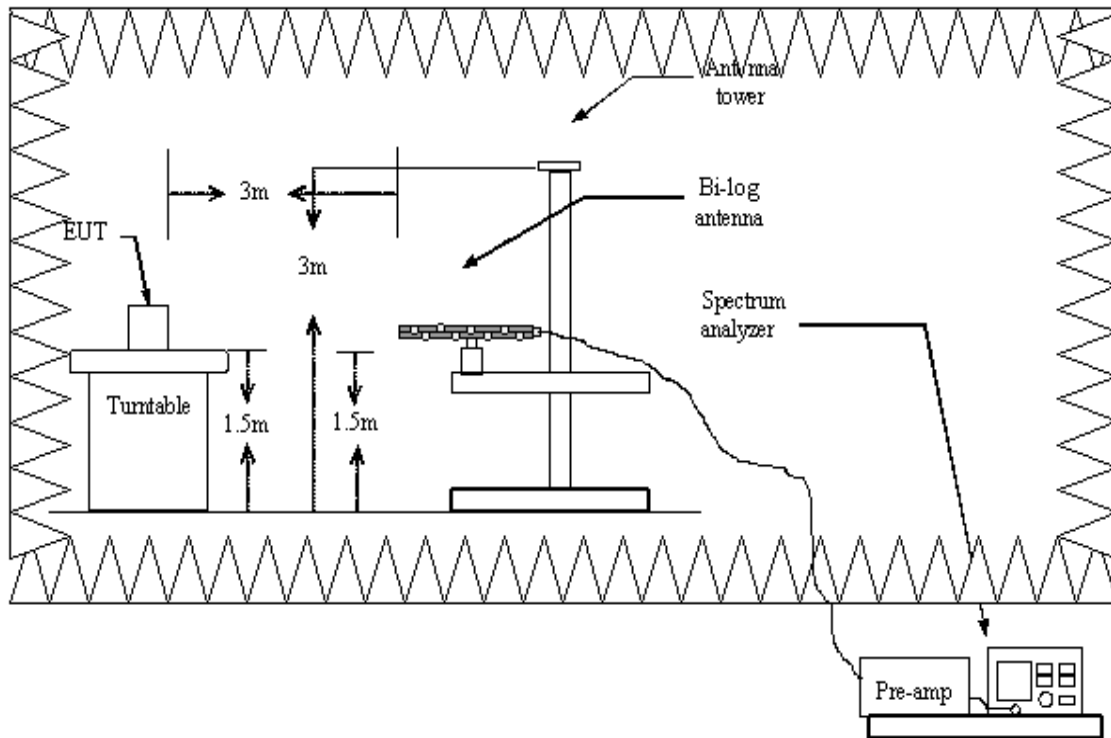 Antenna
tower
3m
Bi-log
antenna
EUT
3m
Spectrum
analyzer
Turntable
1.5m
1.5m
Pre-amp